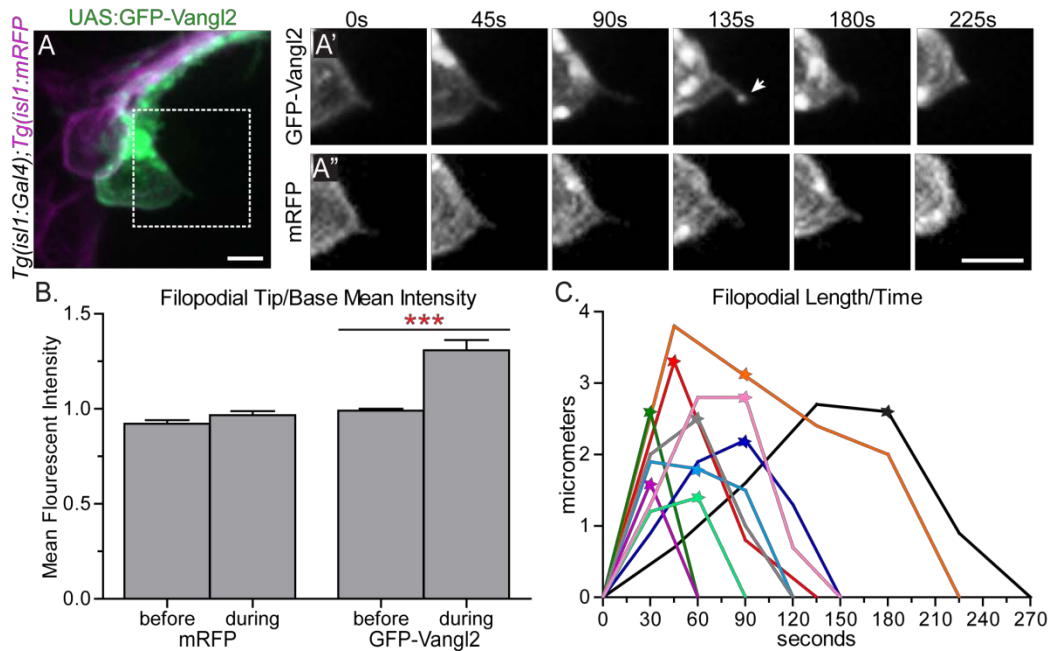 UAS:GFP-Vangl2
Tg(isl1:Gal4);Tg(isl1:mRFP
A
0s 45s 90s 135s 180s 225s
A'
GFP-Vangl2
A"
mRFP
B. Filopodial Tip/Base Mean Intensity
Mean Flourescent Intensity
1.5
1.0
0.5
0.0
***
before during before during
mRFP GFP-Vangl2
C. Filopodial Length/Time
micrometers
4
3
2
1
0
0 30 60 90 120 150 180 210 240 270
seconds